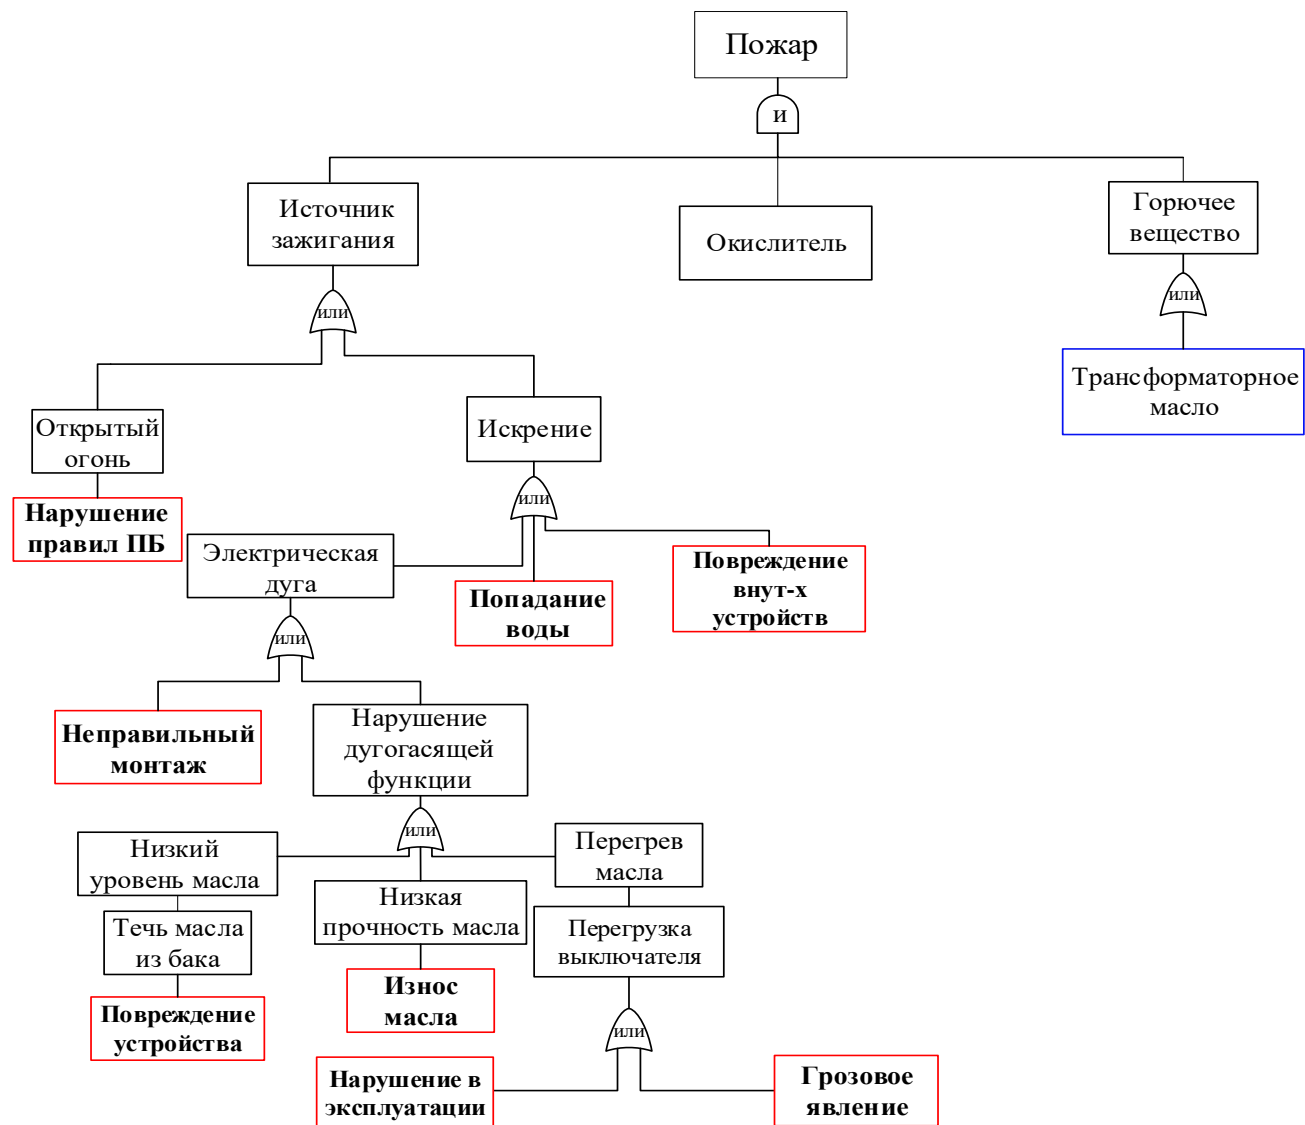 Пожар
и
Источник
зажигания
Окислитель
Горючее
вещество
или
или
Трансформаторное
масло
Открытый
огонь
Искрение
Нарушение
правил ПБ
или
Электрическая
дуга
Попадание
воды
Повреждение
внут-х
устройств
или
Неправильный
монтаж
Нарушение
дугогасящей
функции
или
Низкий
уровень масла
Перегрев
масла
Низкая
прочность масла
Течь масла
из бака
Перегрузка
выключателя
Износ
масла
Повреждение
устройства
или
Нарушение в
эксплуатации
Грозовое
явление